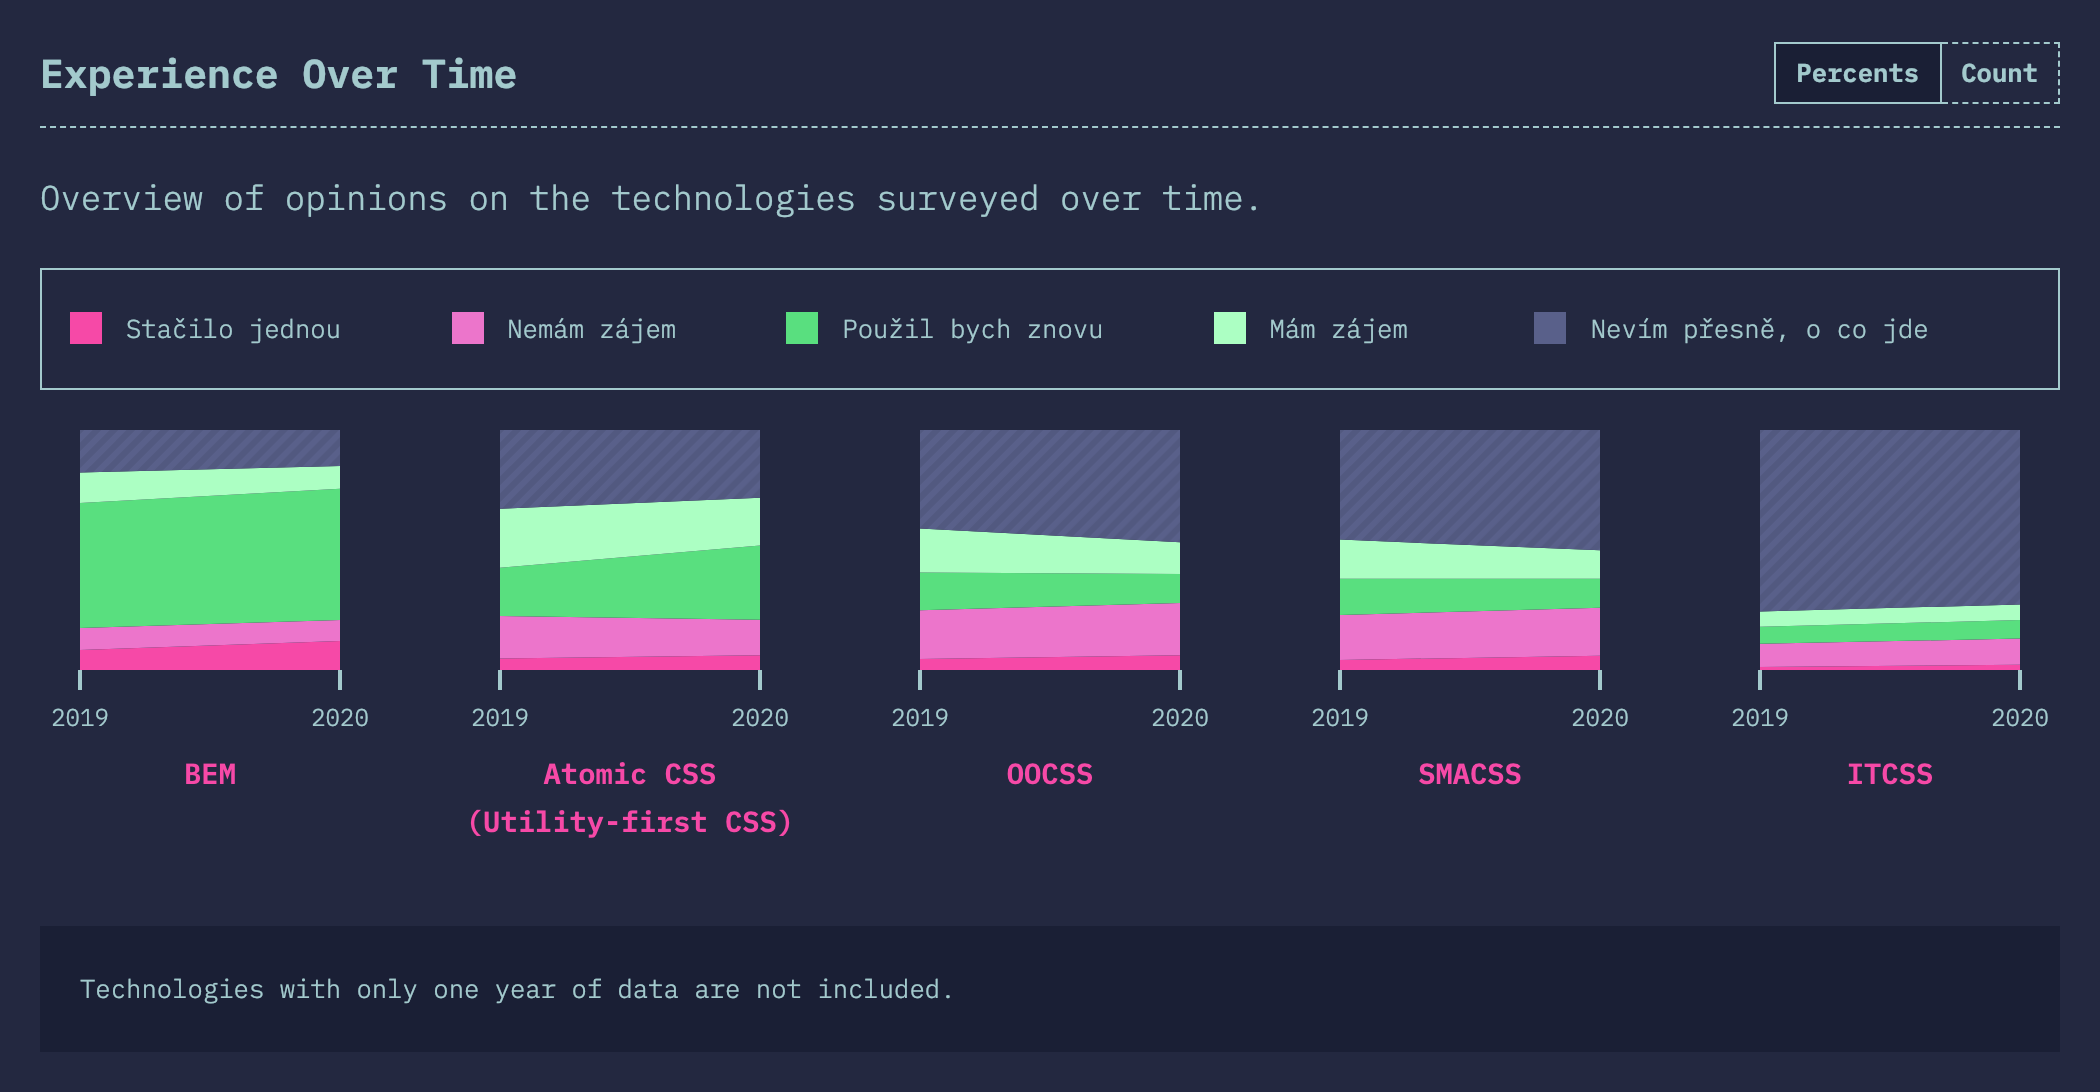 Experience Over Time
Percents Count
Overview of opinions on the technologies surveyed over time.
Stačilo jednou Nemám zájem Použil bych znovu Mám zájem Nevím přesně, o co jde
2019 2020 2019 2020 2019 2020 2019 2020 2019 2020
BEM Atomic CSS OOCSS SMACSS ITCSS
(Utility-first CSS)
Technologies with only one year of data are not included.